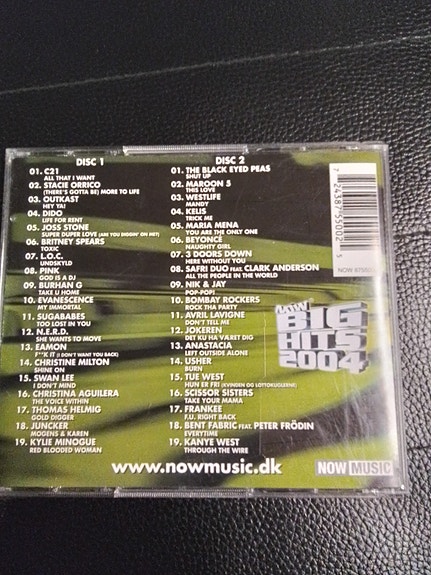 DISC 1
01. C21
ALL THAT I WANT
02. STACIE ORRICO
(THERE'S GOTTA BE) MORE TO LIFE
03. OUTKAST
HEY YA!
04. DIDO
LIFE FOR RENT
05. JOSS STONE
SUPER DUPER LOVE (ARE YOU DIGGIN' ON ME?)
06. BRITNEY SPEARS
TOXIC
07. L.O.C.
UNDSKYLD
08. PINK
GOD IS A DJ
09. BURHAN G
TAKE U HOME
10. EVANESCENCE
MY IMMORTAL
11. SUGABABES
TOO LOST IN YOU
12. N.E.R.D.
SHE WANTS TO MOVE
13. EAMON
F**K IT (I DON'T WANT YOU BACK)
14. CHRISTINE MILTON
SHINE ON
15. SWAN LEE
I DON'T MIND
16. CHRISTINA AGUILERA
THE VOICE WITHIN
17. THOMAS HELMIG
GOLD DIGGER
18. JUNCKER
MOGENS & KAREN
19. KYLIE MINOGUE
RED BLOODED WOMAN
DISC 2
01. THE BLACK EYED PEAS
SHUT UP
02. MAROON 5
THIS LOVE
03. WESTLIFE
MANDY
04. KELIS
TRICK ME
05. MARIA MENA
YOU ARE THE ONLY ONE
06. BEYONCÉ
NAUGHTY GIRL
07. 3 DOORS DOWN
HERE WITHOUT YOU
08. SAFRI DUO FEAT. CLARK ANDERSON
ALL THE PEOPLE IN THE WORLD
09. NIK & JAY
POP-POP!
10. BOMBAY ROCKERS
ROCK THA PARTY
11. AVRIL LAVIGNE
DON'T TELL ME
12. JOKEREN
DET KU HA VÆRET DIG
13. ANASTACIA
LEFT OUTSIDE ALONE
14. USHER
BURN
15. TUE WEST
HUN ER FRI (KVINDEN OG LOTTOKUGLERNE)
16. SCISSOR SISTERS
TAKE YOUR MAMA
17. FRANKEE
F.U. RIGHT BACK
18. BENT FABRIC FEAT. PETER FRÖDIN
EVERYTIME
19. KANYE WEST
THROUGH THE WIRE
7 24387 55002 5
NOW
BIG
HITS
2004
www.nowmusic.dk
NOW MUSIC